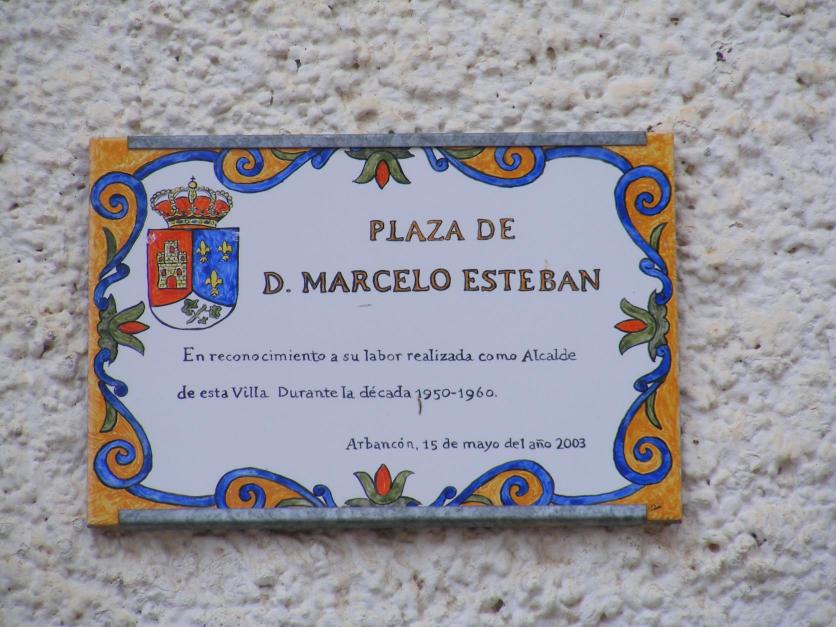 PLAZA DE
D. MARCELO ESTEBAN
En reconocimiento a su labor realizada como Alcalde
de esta Villa Durante la década 1950-1960.
Arbancón, 15 de mayo del año 2003